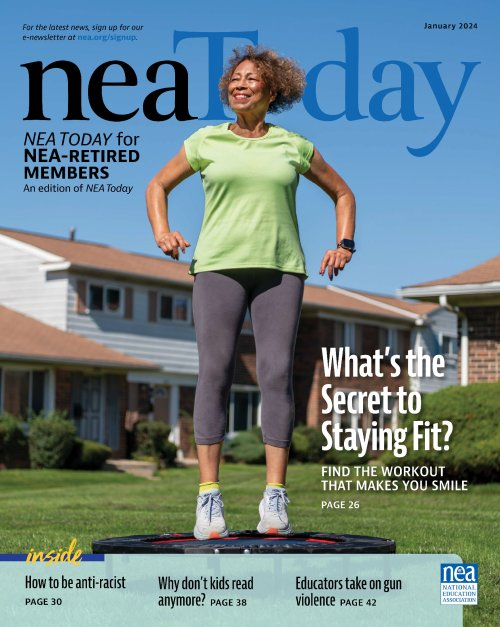 For the latest news, sign up for our
e-newsletter at nea.org/signup.
January 2024
neaToday
NEA TODAY for
NEA-RETIRED
MEMBERS
An edition of NEA Today
What's the
Secret to
Staying Fit?
FIND THE WORKOUT
THAT MAKES YOU SMILE
PAGE 26
inside
How to be anti-racist
PAGE 30
Why don't kids read
anymore? PAGE 38
Educators take on gun
violence PAGE 42
nea
NATIONAL
EDUCATION
ASSOCIATION